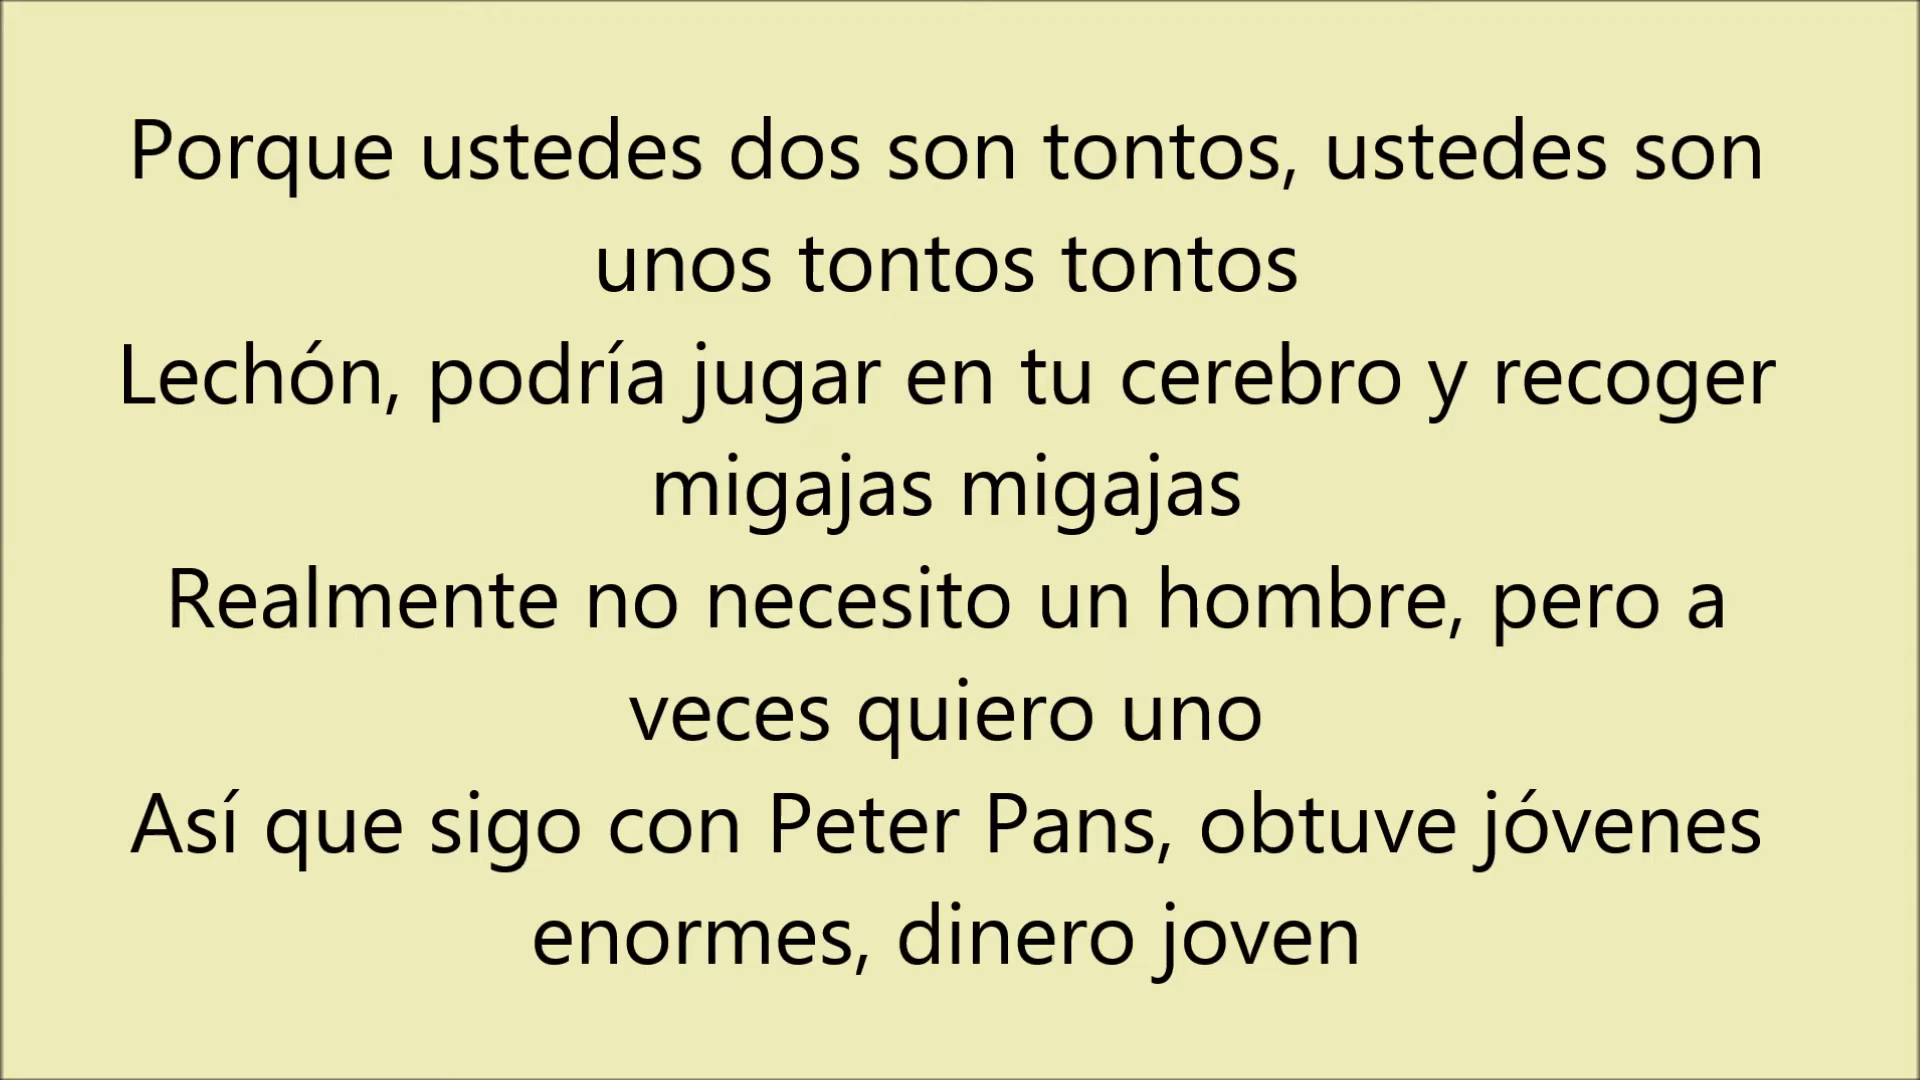 Porque ustedes dos son tontos, ustedes son
unos tontos tontos
Lechón, podría jugar en tu cerebro y recoger
migajas migajas
Realmente no necesito un hombre, pero a
veces quiero uno
Así que sigo con Peter Pans, obtuve jóvenes
enormes, dinero joven